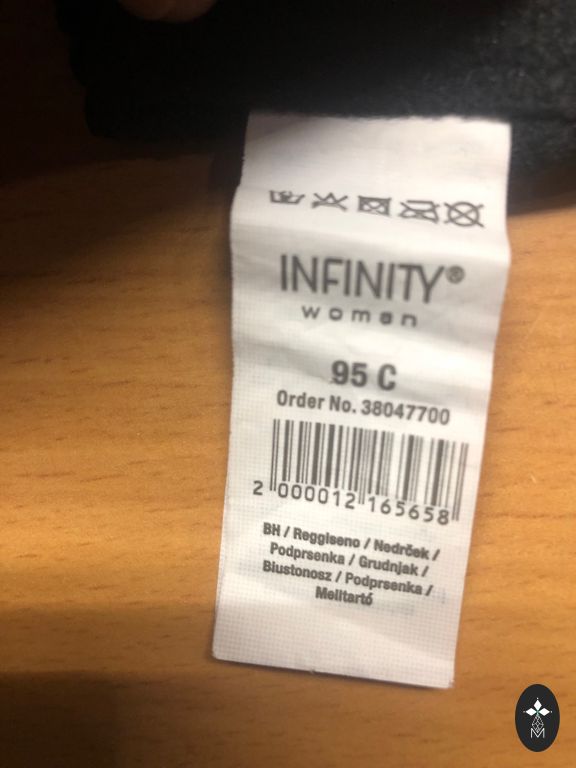 INFINITY®
woman
95 C
Order No. 38047700
2 000012 165658
BH / Reggiseno / Nedrček /
Podprsenka / Grudnjak /
Biustonosz / Podprsenka /
Melltartó
M